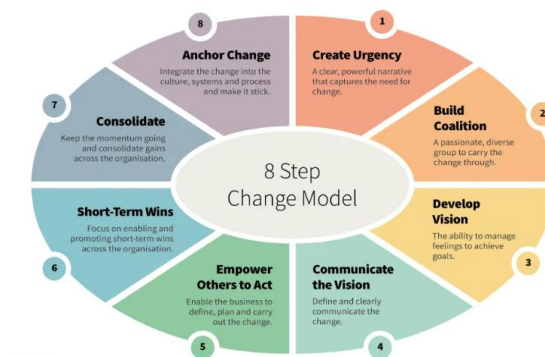 8 Step
Change Model
1
Create Urgency
A clear, powerful narrative
that captures the need for
change.
2
Build
Coalition
A passionate, diverse
group to carry the
change through.
Develop
Vision
The ability to manage
feelings to achieve
goals.
3
Communicate
the Vision
Define and clearly
communicate the
change.
4
Empower
Others to Act
Enable the business to
define, plan and carry
out the change.
5
Short-Term Wins
Focus on enabling and
promoting short-term wins
across the organisation.
6
7
Consolidate
Keep the momentum going
and consolidate gains
across the organisation.
8
Anchor Change
Integrate the change into the
culture, systems and process
and make it stick.